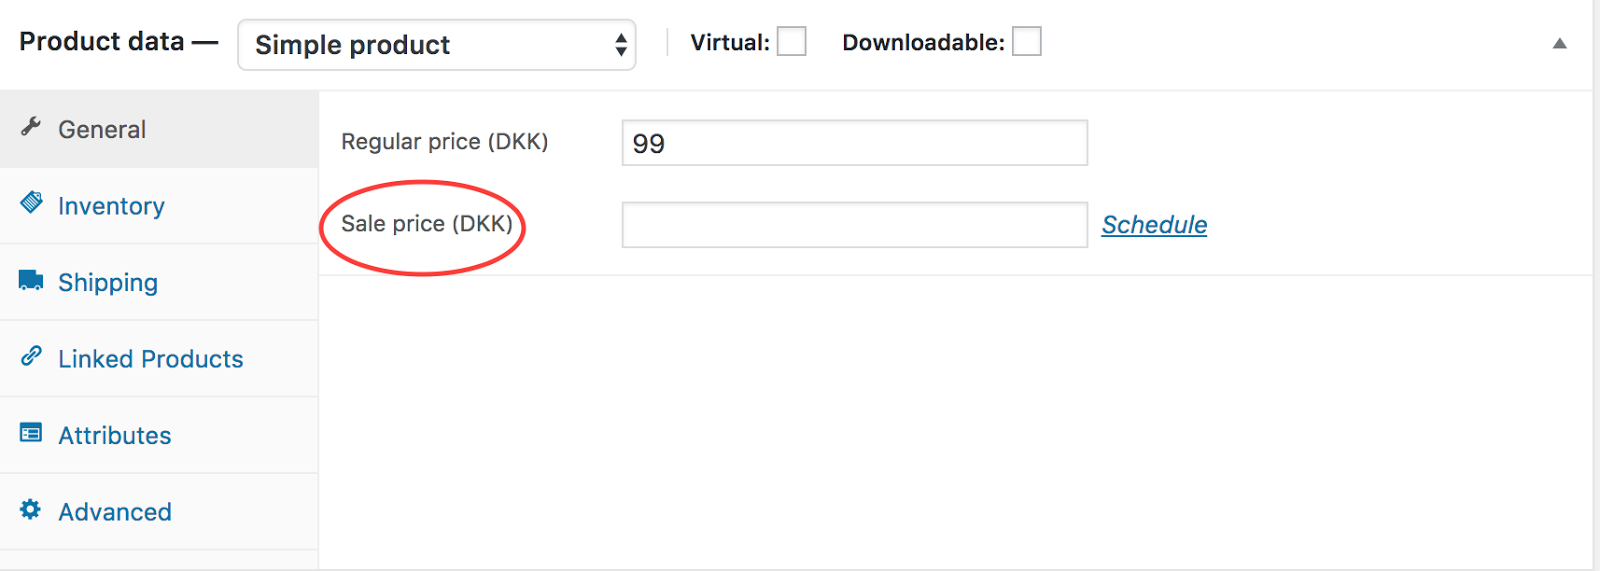 Product data — Simple product Virtual: Downloadable:
General
Regular price (DKK) 99
Inventory
Sale price (DKK) Schedule
Shipping
Linked Products
Attributes
Advanced